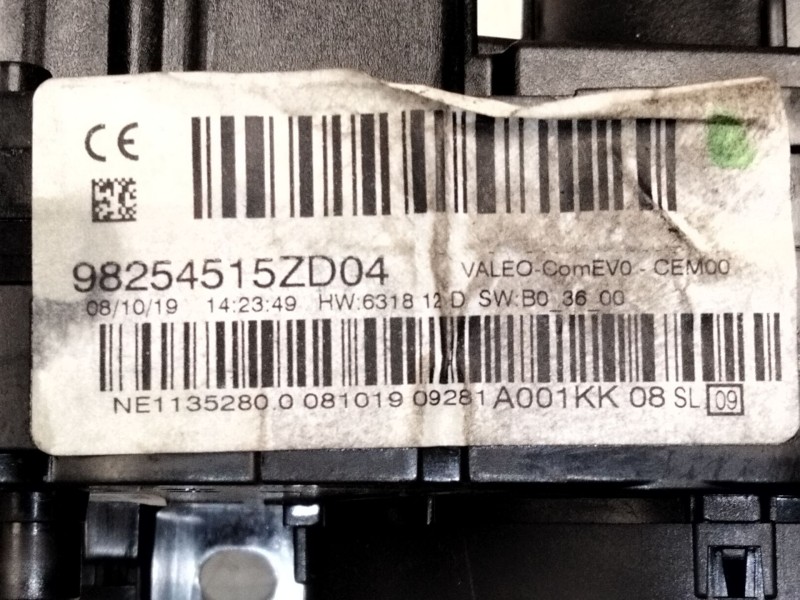 CE
98254515ZD04 VALEO-ComEV0 - CEM00
08/10/19 14:23:49 HW:6318 12 D SW:B0_36_00
NE1135280.0 081019 09281 A001KK 08 SL 09